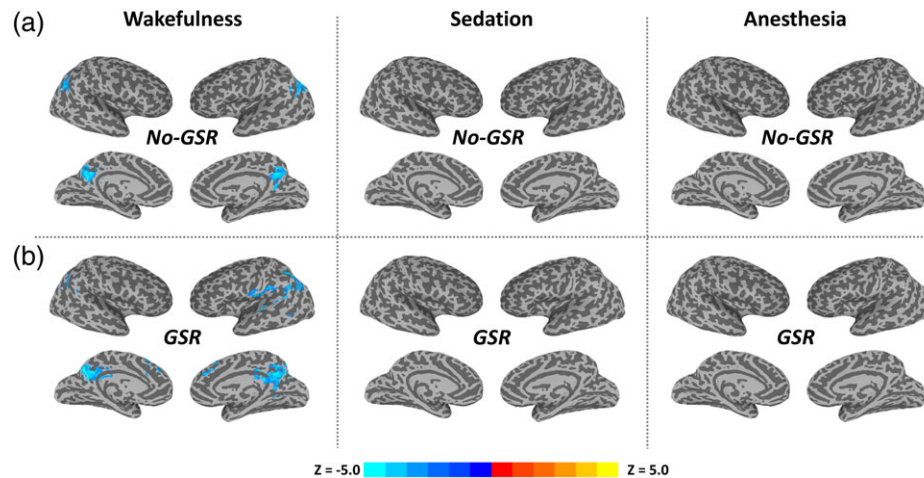 (a) Wakefulness Sedation Anesthesia
No-GSR No-GSR No-GSR
(b)
GSR GSR GSR
Z = -5.0 Z = 5.0